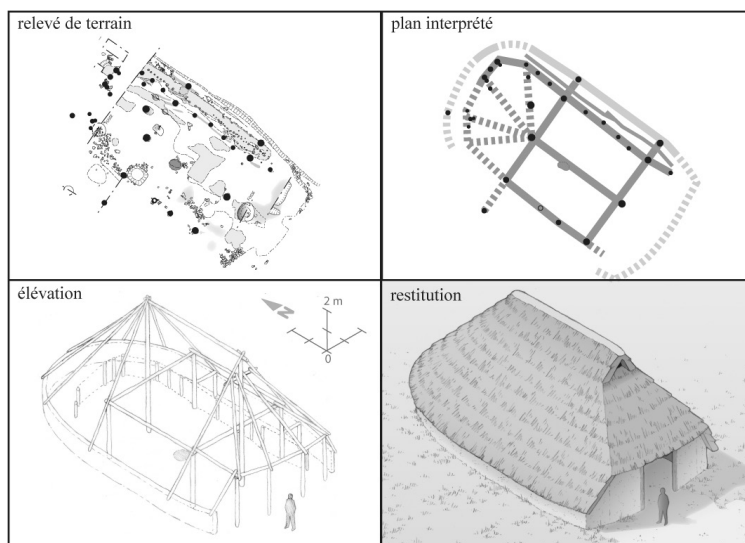 relevé de terrain
plan interprété
élévation
N
2 m
0
restitution